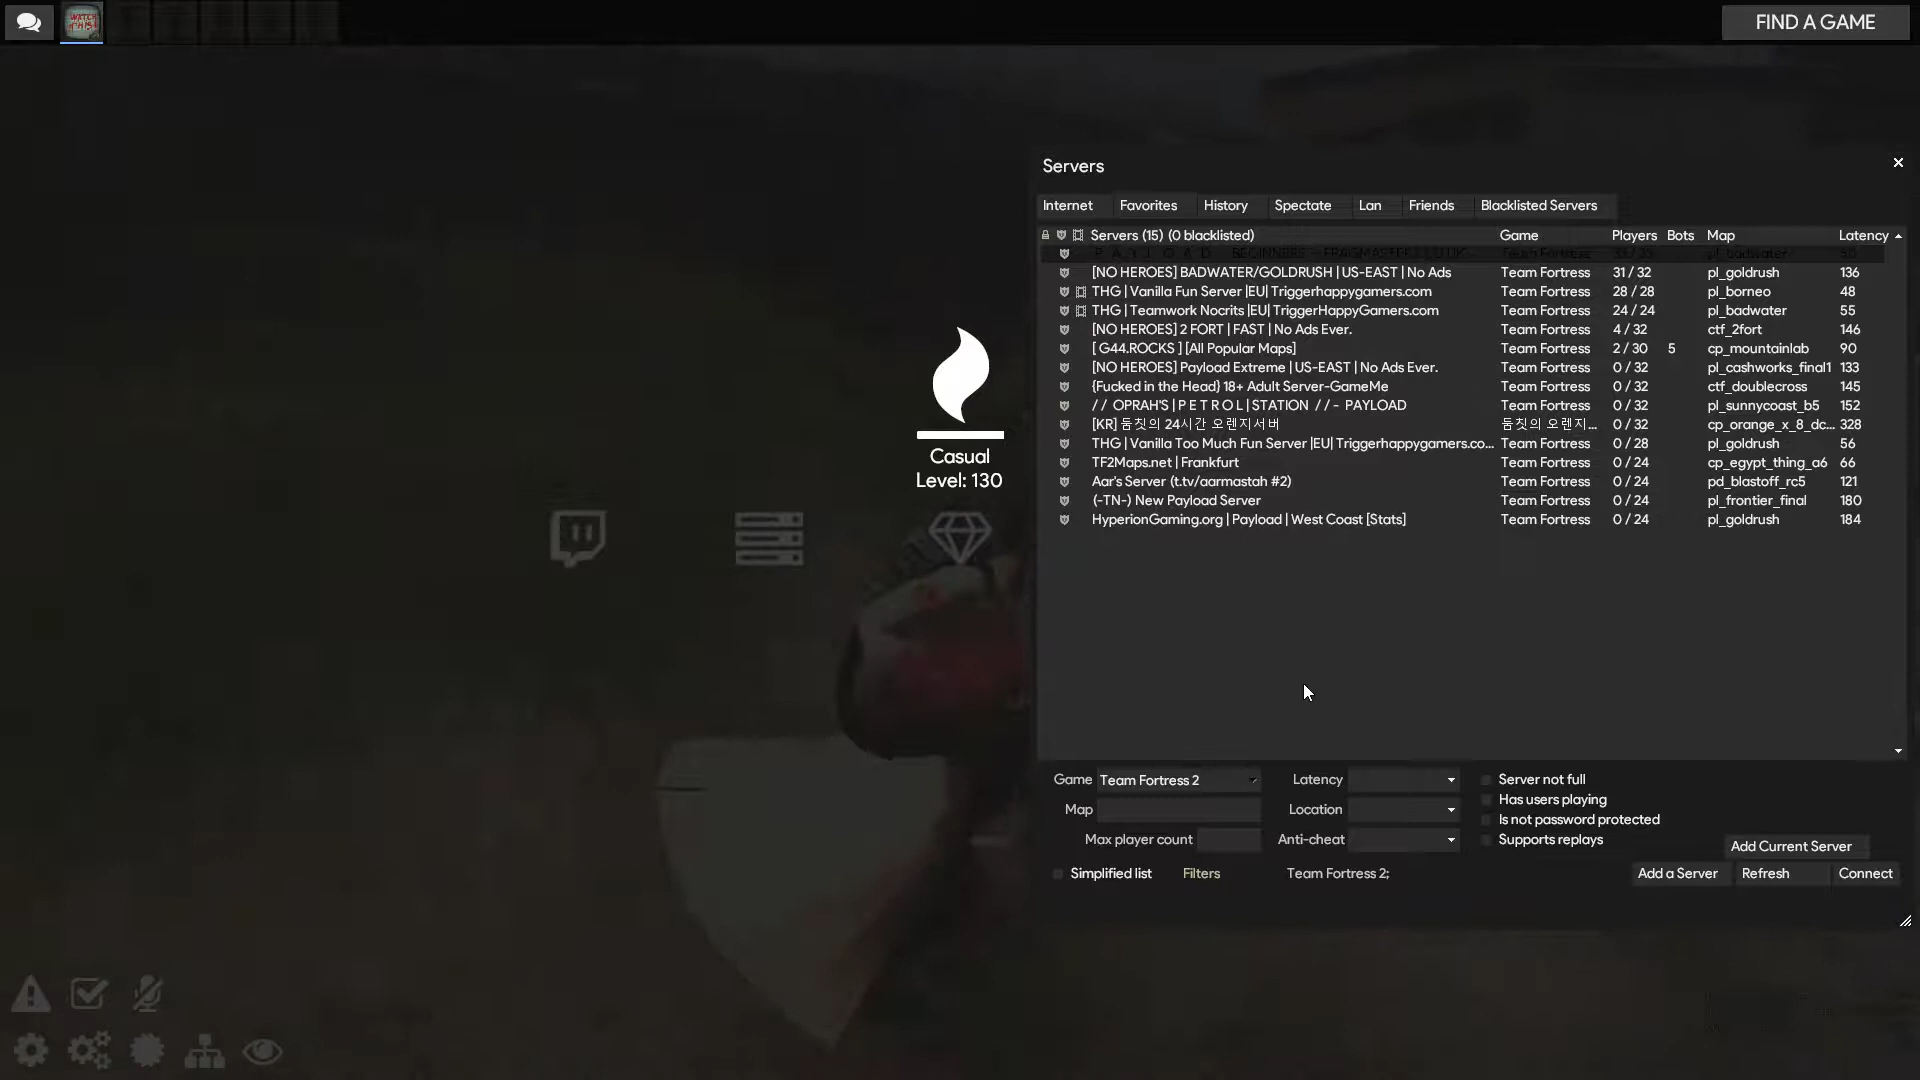 WATCH THIS!
FIND A GAME
Servers
Internet Favorites History Spectate Lan Friends Blacklisted Servers
Servers (15) (0 blacklisted) Game Players Bots Map Latency
P A Y L O A D BEGINNERS - FRAGMASTERS.CO.UK Team Fortress pl_badwater 50
[NO HEROES] BADWATER/GOLDRUSH | US-EAST | No Ads Team Fortress 31 / 32 pl_goldrush 136
THG | Vanilla Fun Server |EU| Triggerhappygamers.com Team Fortress 28 / 28 pl_borneo 48
THG | Teamwork Nocrits |EU| TriggerHappyGamers.com Team Fortress 24 / 24 pl_badwater 55
[NO HEROES] 2 FORT | FAST | No Ads Ever. Team Fortress 4 / 32 ctf_2fort 146
[ G44.ROCKS ] [All Popular Maps] Team Fortress 2 / 30 5 cp_mountainlab 90
[NO HEROES] Payload Extreme | US-EAST | No Ads Ever. Team Fortress 0 / 32 pl_cashworks_final1 133
{Fucked in the Head} 18+ Adult Server-GameMe Team Fortress 0 / 32 ctf_doublecross 145
// OPRAH'S | P E T R O L | STATION // - PAYLOAD Team Fortress 0 / 32 pl_sunnycoast_b5 152
[KR] 둠칫의 24시간 오렌지서버 둠칫의 오렌지... 0 / 32 cp_orange_x_8_dc... 328
THG | Vanilla Too Much Fun Server |EU| Triggerhappygamers.co... Team Fortress 0 / 28 pl_goldrush 56
TF2Maps.net | Frankfurt Team Fortress 0 / 24 cp_egypt_thing_a6 66
Aar's Server (t.tv/aarmastah #2) Team Fortress 0 / 24 pd_blastoff_rc5 121
(-TN-) New Payload Server Team Fortress 0 / 24 pl_frontier_final 180
HyperionGaming.org | Payload | West Coast [Stats] Team Fortress 0 / 24 pl_goldrush 184
Casual
Level: 130
Game Team Fortress 2 Latency Server not full
Has users playing
Map Location Is not password protected
Max player count Anti-cheat Supports replays
Add Current Server
Simplified list Filters Team Fortress 2; Add a Server Refresh Connect